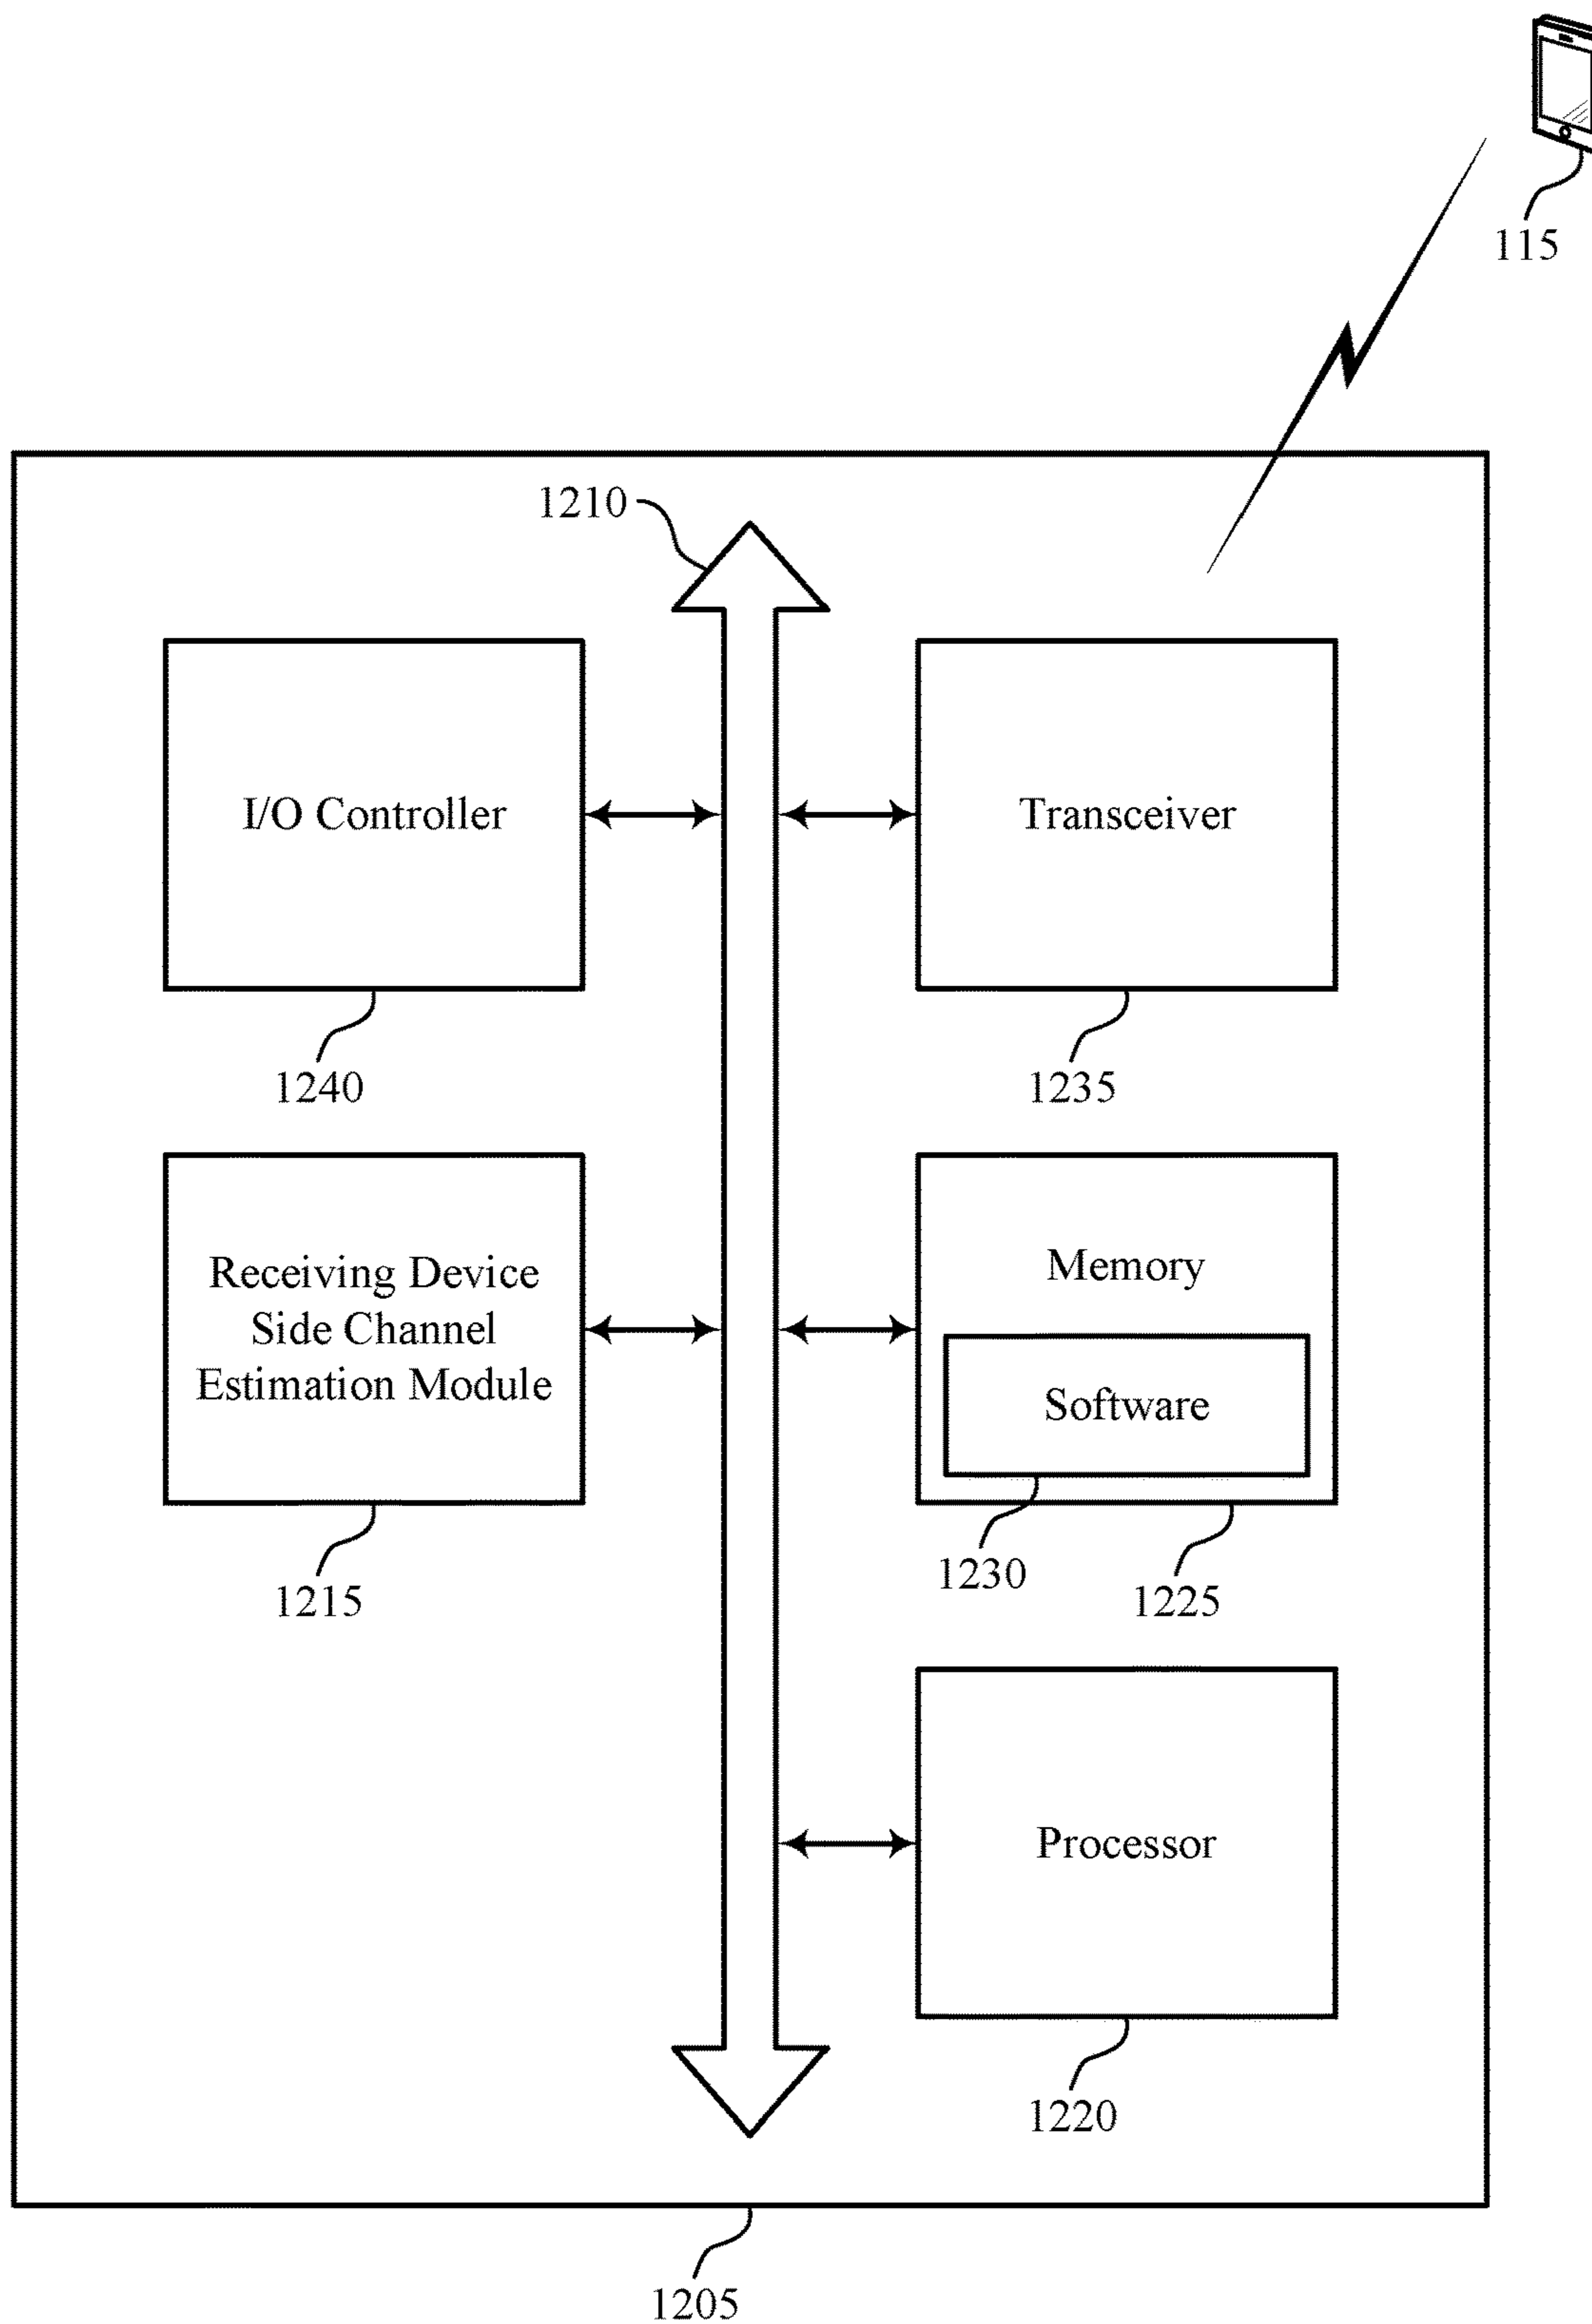 115
1210
I/O Controller
Transceiver
1240
1235
Receiving Device
Side Channel
Estimation Module
Memory
Software
1230
1225
1215
Processor
1220
1205